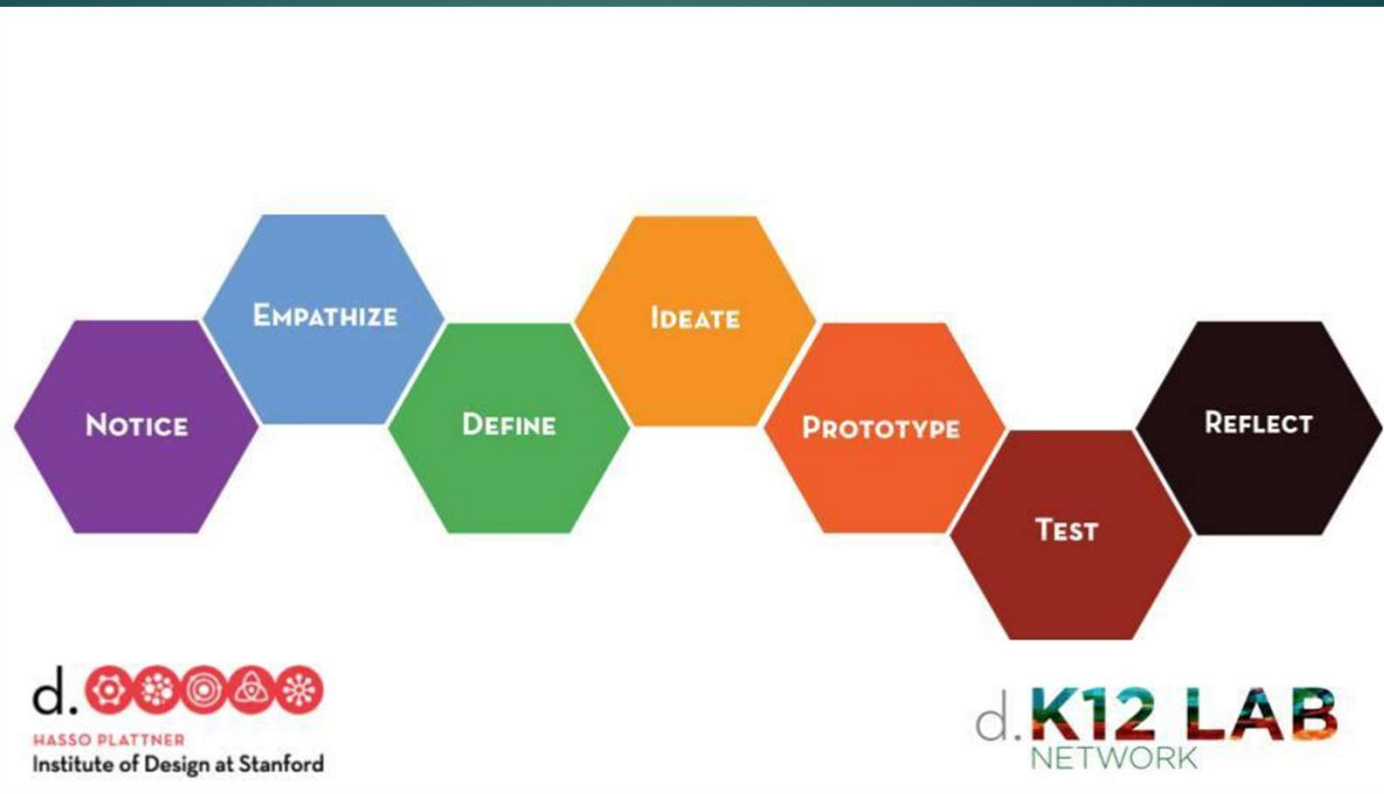 NOTICE
EMPATHIZE
DEFINE
IDEATE
PROTOTYPE
TEST
REFLECT
d.
HASSO PLATTNER
Institute of Design at Stanford
d.K12 LAB
NETWORK